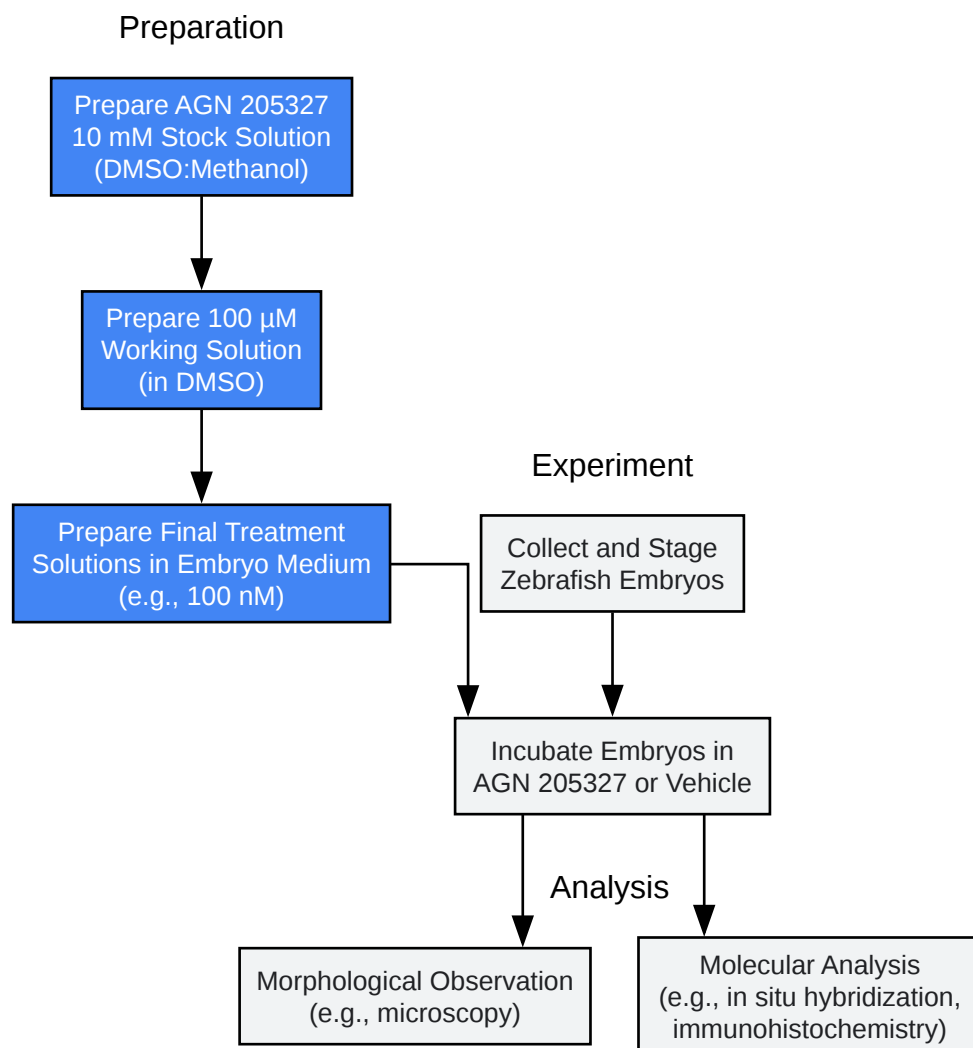 Preparation
Prepare AGN 205327
10 mM Stock Solution
(DMSO:Methanol)
Prepare 100 µM
Working Solution
(in DMSO)
Prepare Final Treatment
Solutions in Embryo Medium
(e.g., 100 nM)
Experiment
Collect and Stage
Zebrafish Embryos
Incubate Embryos in
AGN 205327 or Vehicle
Analysis
Morphological Observation
(e.g., microscopy)
Molecular Analysis
(e.g., in situ hybridization,
immunohistochemistry)